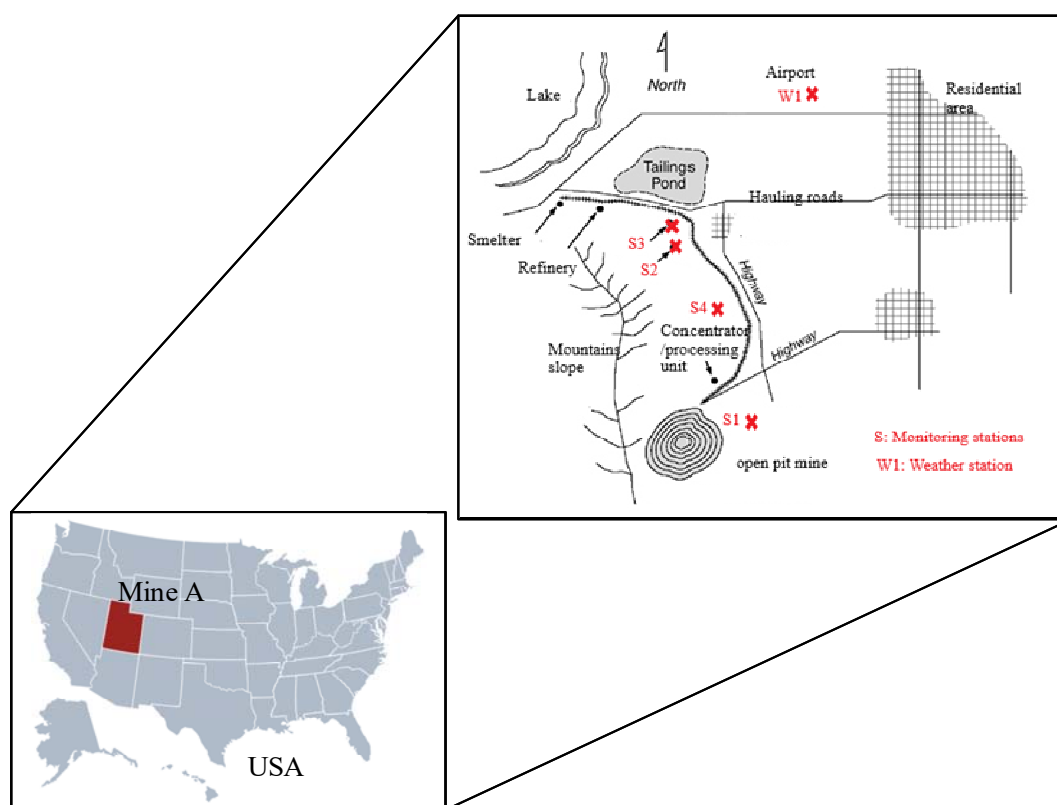 North
Airport
W1
Residential
area
Lake
Tailings
Pond
Hauling roads
Smelter
S3
Refinery
S2
Highway
S4
Concentrator
/processing
unit
Highway
Mountains
slope
S1
S: Monitoring stations
open pit mine
W1: Weather station
Mine A
USA